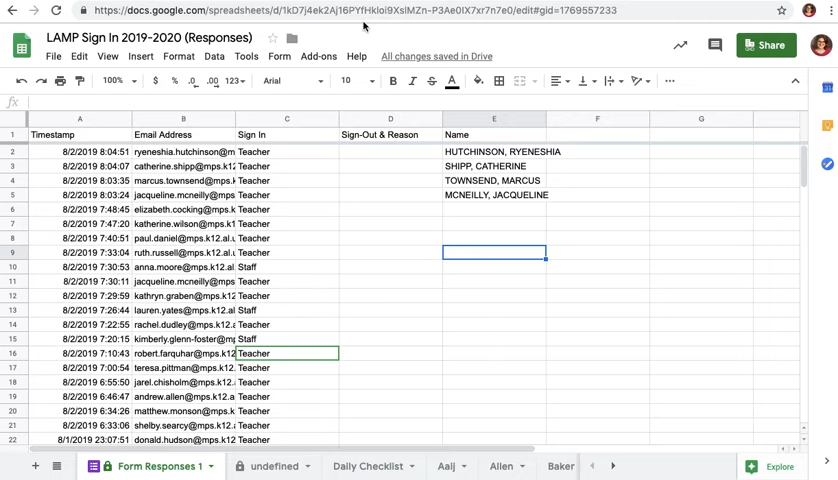 https://docs.google.com/spreadsheets/d/1kD7j4ek2Aj16PYfHkloi9XslMZn-P3Ae0IX7xr7n7e0/edit#gid=1769557233
LAMP Sign In 2019-2020 (Responses)
File Edit View Insert Format Data Tools Form Add-ons Help All changes saved in Drive
Share
100% $ % .0 .00 123 Arial 10 B I S A
fx
A B C D E F G
1 Timestamp Email Address Sign In Sign-Out & Reason Name
2 8/2/2019 8:04:51 ryeneshia.hutchinson@m Teacher HUTCHINSON, RYENESHIA
3 8/2/2019 8:04:07 catherine.shipp@mps.k12 Teacher SHIPP, CATHERINE
4 8/2/2019 8:03:35 marcus.townsend@mps.k Teacher TOWNSEND, MARCUS
5 8/2/2019 8:03:24 jacqueline.mcneilly@mps Teacher MCNEILLY, JACQUELINE
6 8/2/2019 7:48:45 elizabeth.cocking@mps.k Teacher
7 8/2/2019 7:47:20 katherine.wilson@mps.k Teacher
8 8/2/2019 7:40:51 paul.daniel@mps.k12.al.u Teacher
9 8/2/2019 7:33:04 ruth.russell@mps.k12.al.u Teacher
10 8/2/2019 7:30:53 anna.moore@mps.k12.al. Staff
11 8/2/2019 7:30:11 jacqueline.mcneilly@mps Teacher
12 8/2/2019 7:29:59 kathryn.graben@mps.k12 Teacher
13 8/2/2019 7:26:44 lauren.yates@mps.k12.al Staff
14 8/2/2019 7:22:55 rachel.dudley@mps.k12.a Teacher
15 8/2/2019 7:20:15 kimberly.glenn-foster@mp Staff
16 8/2/2019 7:10:43 robert.farquhar@mps.k12 Teacher
17 8/2/2019 7:00:54 teresa.pittman@mps.k12. Teacher
18 8/2/2019 6:55:50 jarel.chisholm@mps.k12. Teacher
19 8/2/2019 6:46:47 andrew.allen@mps.k12.al Teacher
20 8/2/2019 6:34:26 matthew.monson@mps.k Teacher
21 8/2/2019 6:33:06 shelby.searcy@mps.k12. Teacher
22 8/1/2019 23:07:51 donald.hudson@mps.k12 Teacher
Form Responses 1 undefined Daily Checklist Aaij Allen Baker Explore